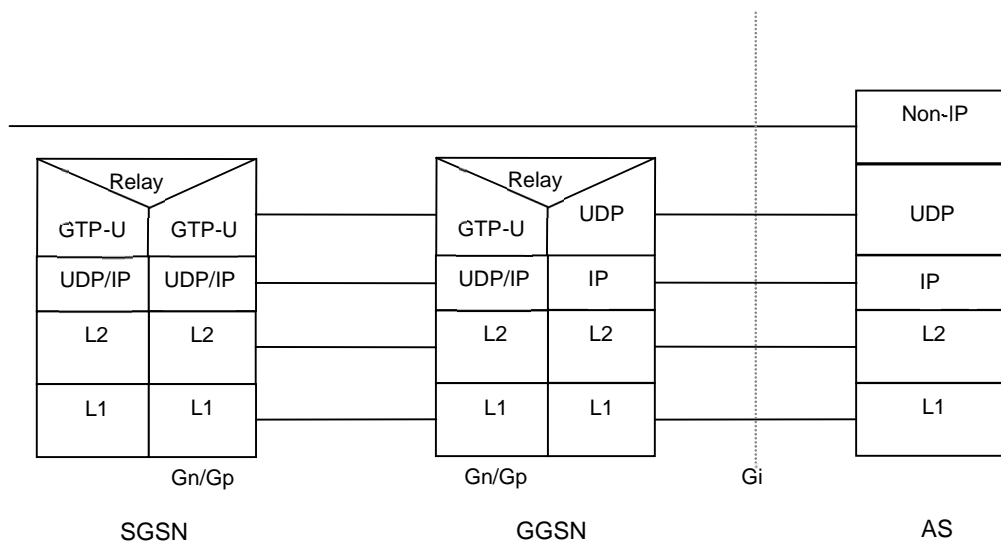 Non-IP
Relay
Relay
GTP-U GTP-U
GTP-U UDP
UDP
UDP/IP UDP/IP
UDP/IP IP
IP
L2 L2
L2 L2
L2
L1 L1
L1 L1
L1
Gn/Gp
Gn/Gp
Gi
SGSN
GGSN
AS